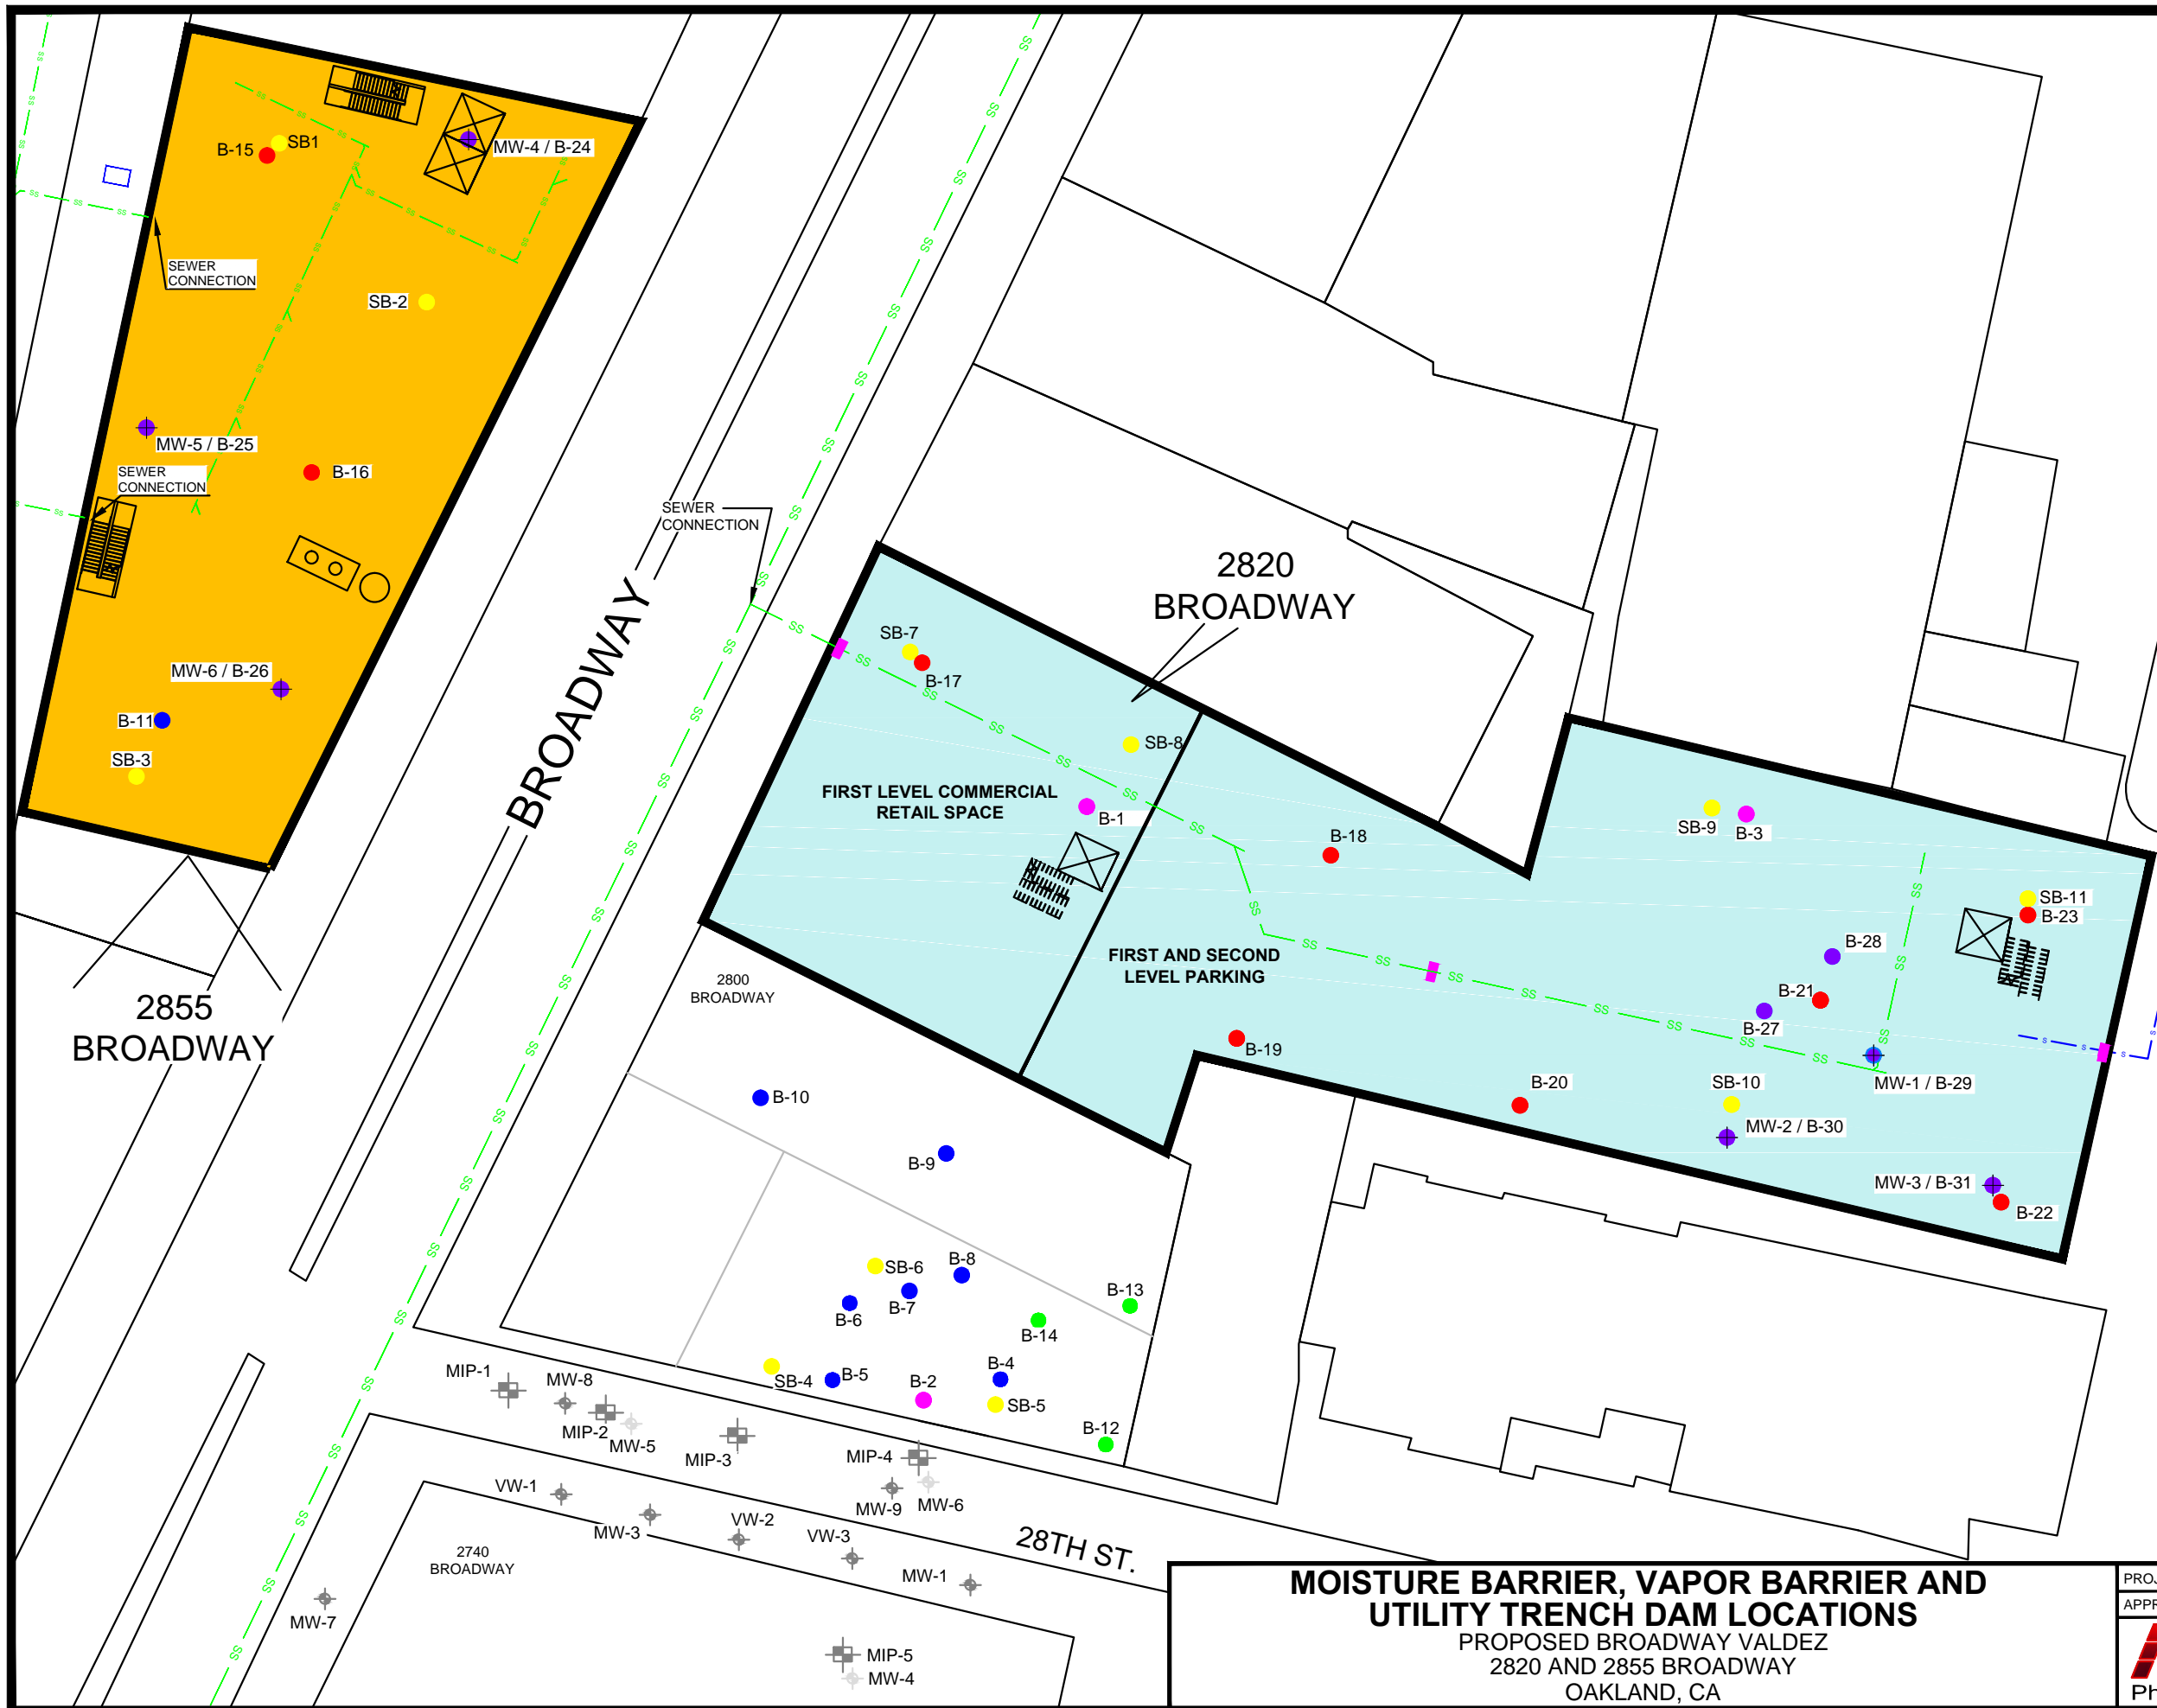 SB1
B-15
MW-4 / B-24
SEWER
CONNECTION
SB-2
MW-5 / B-25
SEWER
CONNECTION
B-16
SEWER
CONNECTION
2820
BROADWAY
BROADWAY
MW-6 / B-26
B-11
SB-3
2855
BROADWAY
SB-7
B-17
SB-8
FIRST LEVEL COMMERCIAL
RETAIL SPACE
B-1
B-18
SB-9
B-3
SB-11
B-23
FIRST AND SECOND
LEVEL PARKING
B-28
B-21
B-27
B-19
MW-1 / B-29
B-20
SB-10
MW-2 / B-30
MW-3 / B-31
B-22
2800
BROADWAY
B-10
B-9
SB-6
B-8
B-7
B-6
B-13
B-14
SB-4
B-5
B-2
B-4
SB-5
B-12
MIP-1
MW-8
MIP-2
MW-5
MIP-3
MIP-4
MW-9
MW-6
VW-1
MW-3
VW-2
VW-3
MW-1
28TH ST.
2740
BROADWAY
MW-7
MIP-5
MW-4
MOISTURE BARRIER, VAPOR BARRIER AND
UTILITY TRENCH DAM LOCATIONS
PROPOSED BROADWAY VALDEZ
2820 AND 2855 BROADWAY
OAKLAND, CA